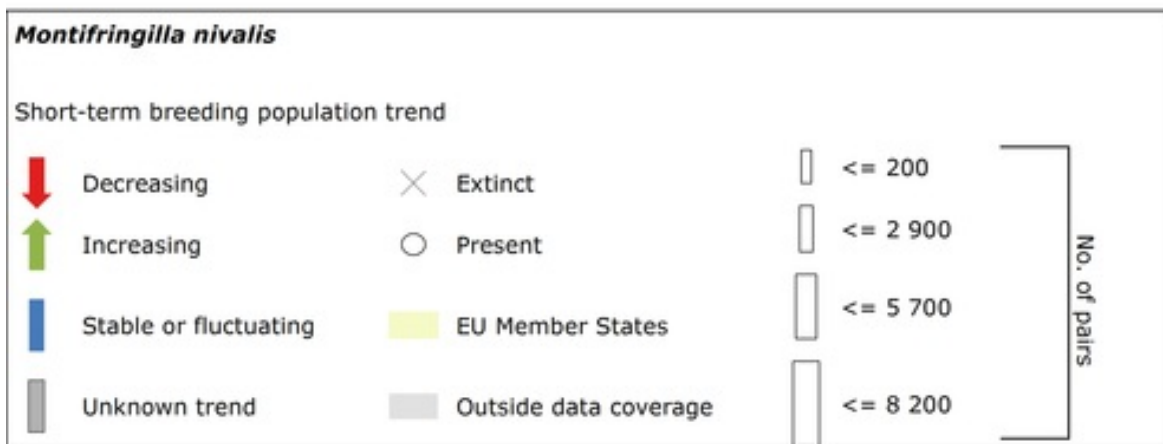 Montifringilla nivalis
Short-term breeding population trend
Decreasing
Extinct
<= 200
Increasing
Present
<= 2 900
Stable or fluctuating
EU Member States
<= 5 700
Unknown trend
Outside data coverage
<= 8 200
No. of pairs